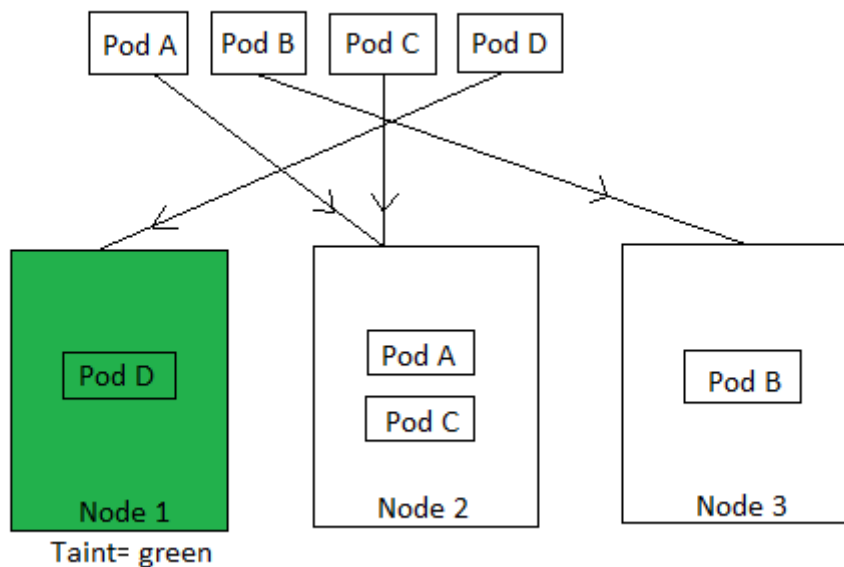 Pod A
Pod B
Pod C
Pod D
Pod D
Node 1
Taint= green
Pod A
Pod C
Node 2
Pod B
Node 3